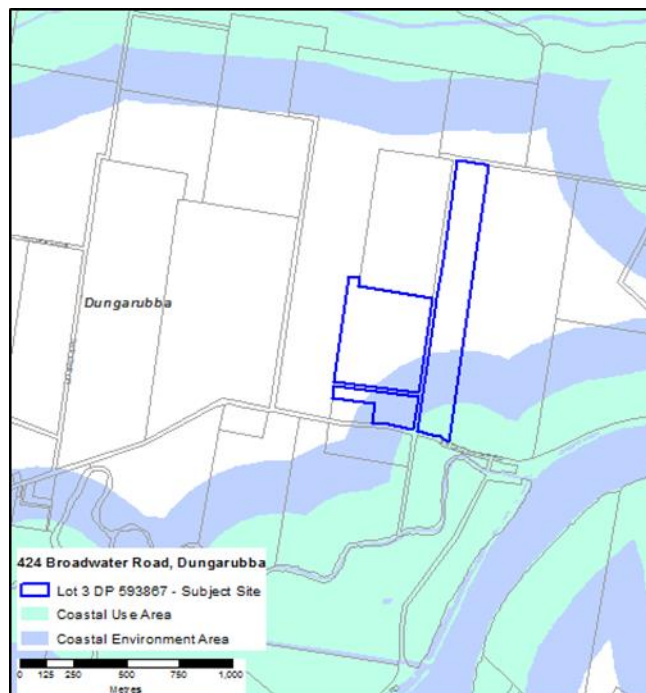 Dungarubba
424 Broadwater Road, Dungarubba
Lot 3 DP 593867 - Subject Site
Coastal Use Area
Coastal Environment Area
0 125 250 500 750 1,000
Metres